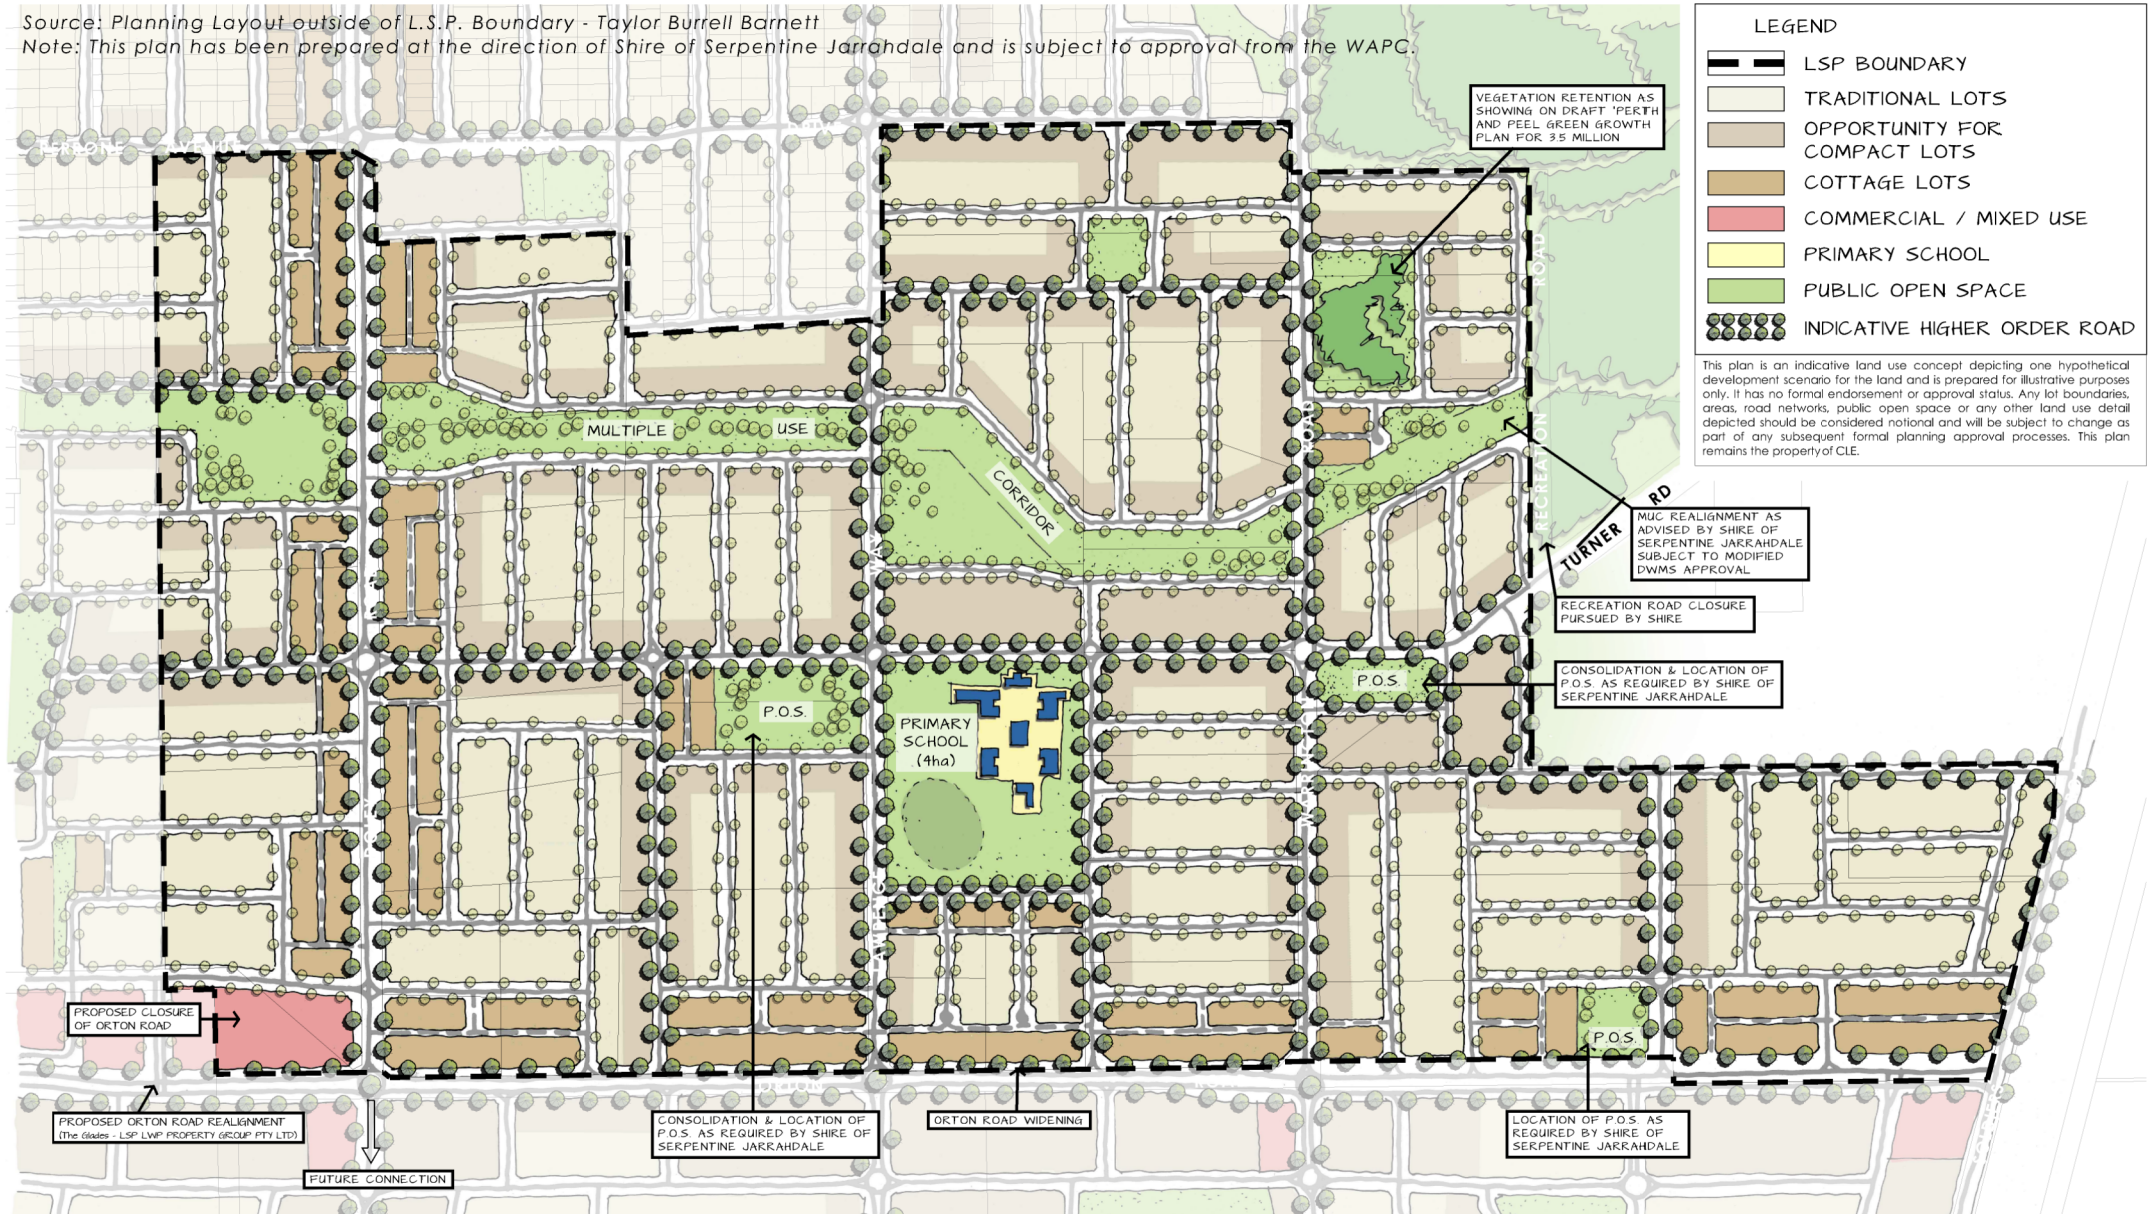 Source: Planning Layout outside of L.S.P. Boundary - Taylor Burrell Barnett
Note: This plan has been prepared at the direction of Shire of Serpentine Jarrahdale and is subject to approval from the WAPC.
LEGEND
LSP BOUNDARY
TRADITIONAL LOTS
OPPORTUNITY FOR
COMPACT LOTS
COTTAGE LOTS
COMMERCIAL / MIXED USE
PRIMARY SCHOOL
PUBLIC OPEN SPACE
INDICATIVE HIGHER ORDER ROAD
This plan is an indicative land use concept depicting one hypothetical
development scenario for the land and is prepared for illustrative purposes
only. It has no formal endorsement or approval status. Any lot boundaries,
areas, road networks, public open space or any other land use detail
depicted should be considered notional and will be subject to change as
part of any subsequent formal planning approval processes. This plan
remains the property of CLE.
VEGETATION RETENTION AS
SHOWING ON DRAFT 'PERTH
AND PEEL GREEN GROWTH
PLAN FOR 3.5 MILLION
AVENUE
ROAD
RECREATION
ROAD
MULTIPLE
USE
CORRIDOR
WAY
TURNER RD
MUC REALIGNMENT AS
ADVISED BY SHIRE OF
SERPENTINE JARRAHDALE
SUBJECT TO MODIFIED
DWMS APPROVAL
RECREATION ROAD CLOSURE
PURSUED BY SHIRE
CONSOLIDATION & LOCATION OF
P.O.S. AS REQUIRED BY SHIRE OF
SERPENTINE JARRAHDALE
P.O.S.
P.O.S.
PRIMARY
SCHOOL
(4ha)
PROPOSED CLOSURE
OF ORTON ROAD
P.O.S.
PROPOSED ORTON ROAD REALIGNMENT
(The Glades - LSP LWP PROPERTY GROUP PTY LTD)
FUTURE CONNECTION
CONSOLIDATION & LOCATION OF
P.O.S. AS REQUIRED BY SHIRE OF
SERPENTINE JARRAHDALE
ORTON ROAD WIDENING
LOCATION OF P.O.S. AS
REQUIRED BY SHIRE OF
SERPENTINE JARRAHDALE